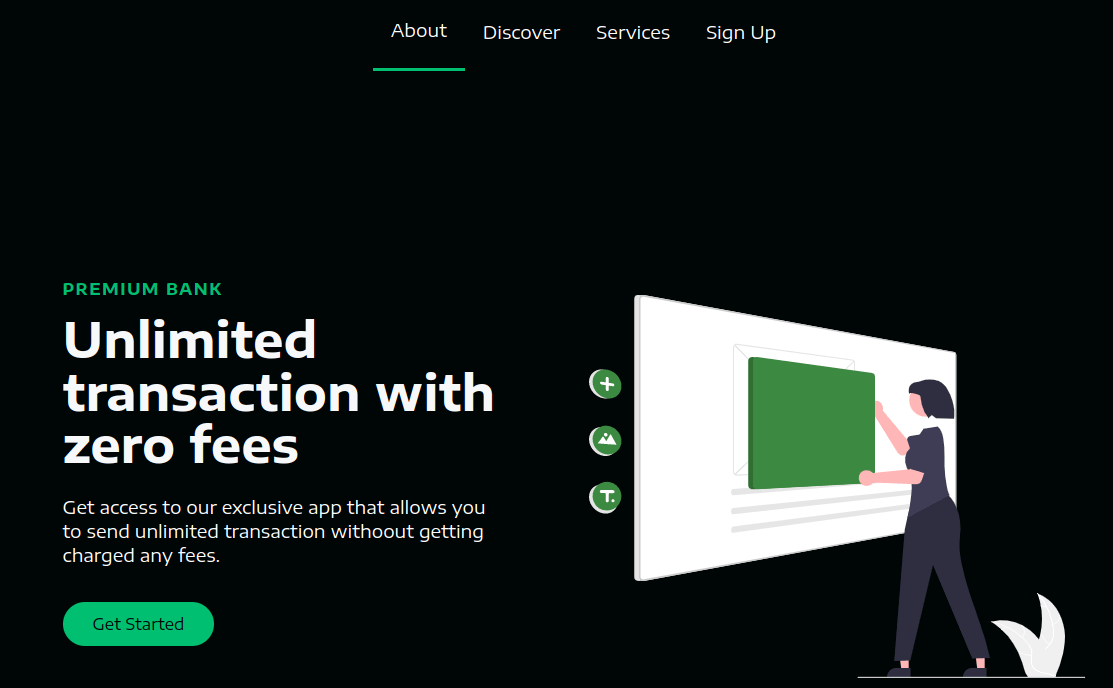 About Discover Services Sign Up
PREMIUM BANK
Unlimited
transaction with
zero fees
T.
Get access to our exclusive app that allows you
to send unlimited transaction withoout getting
charged any fees.
Get Started